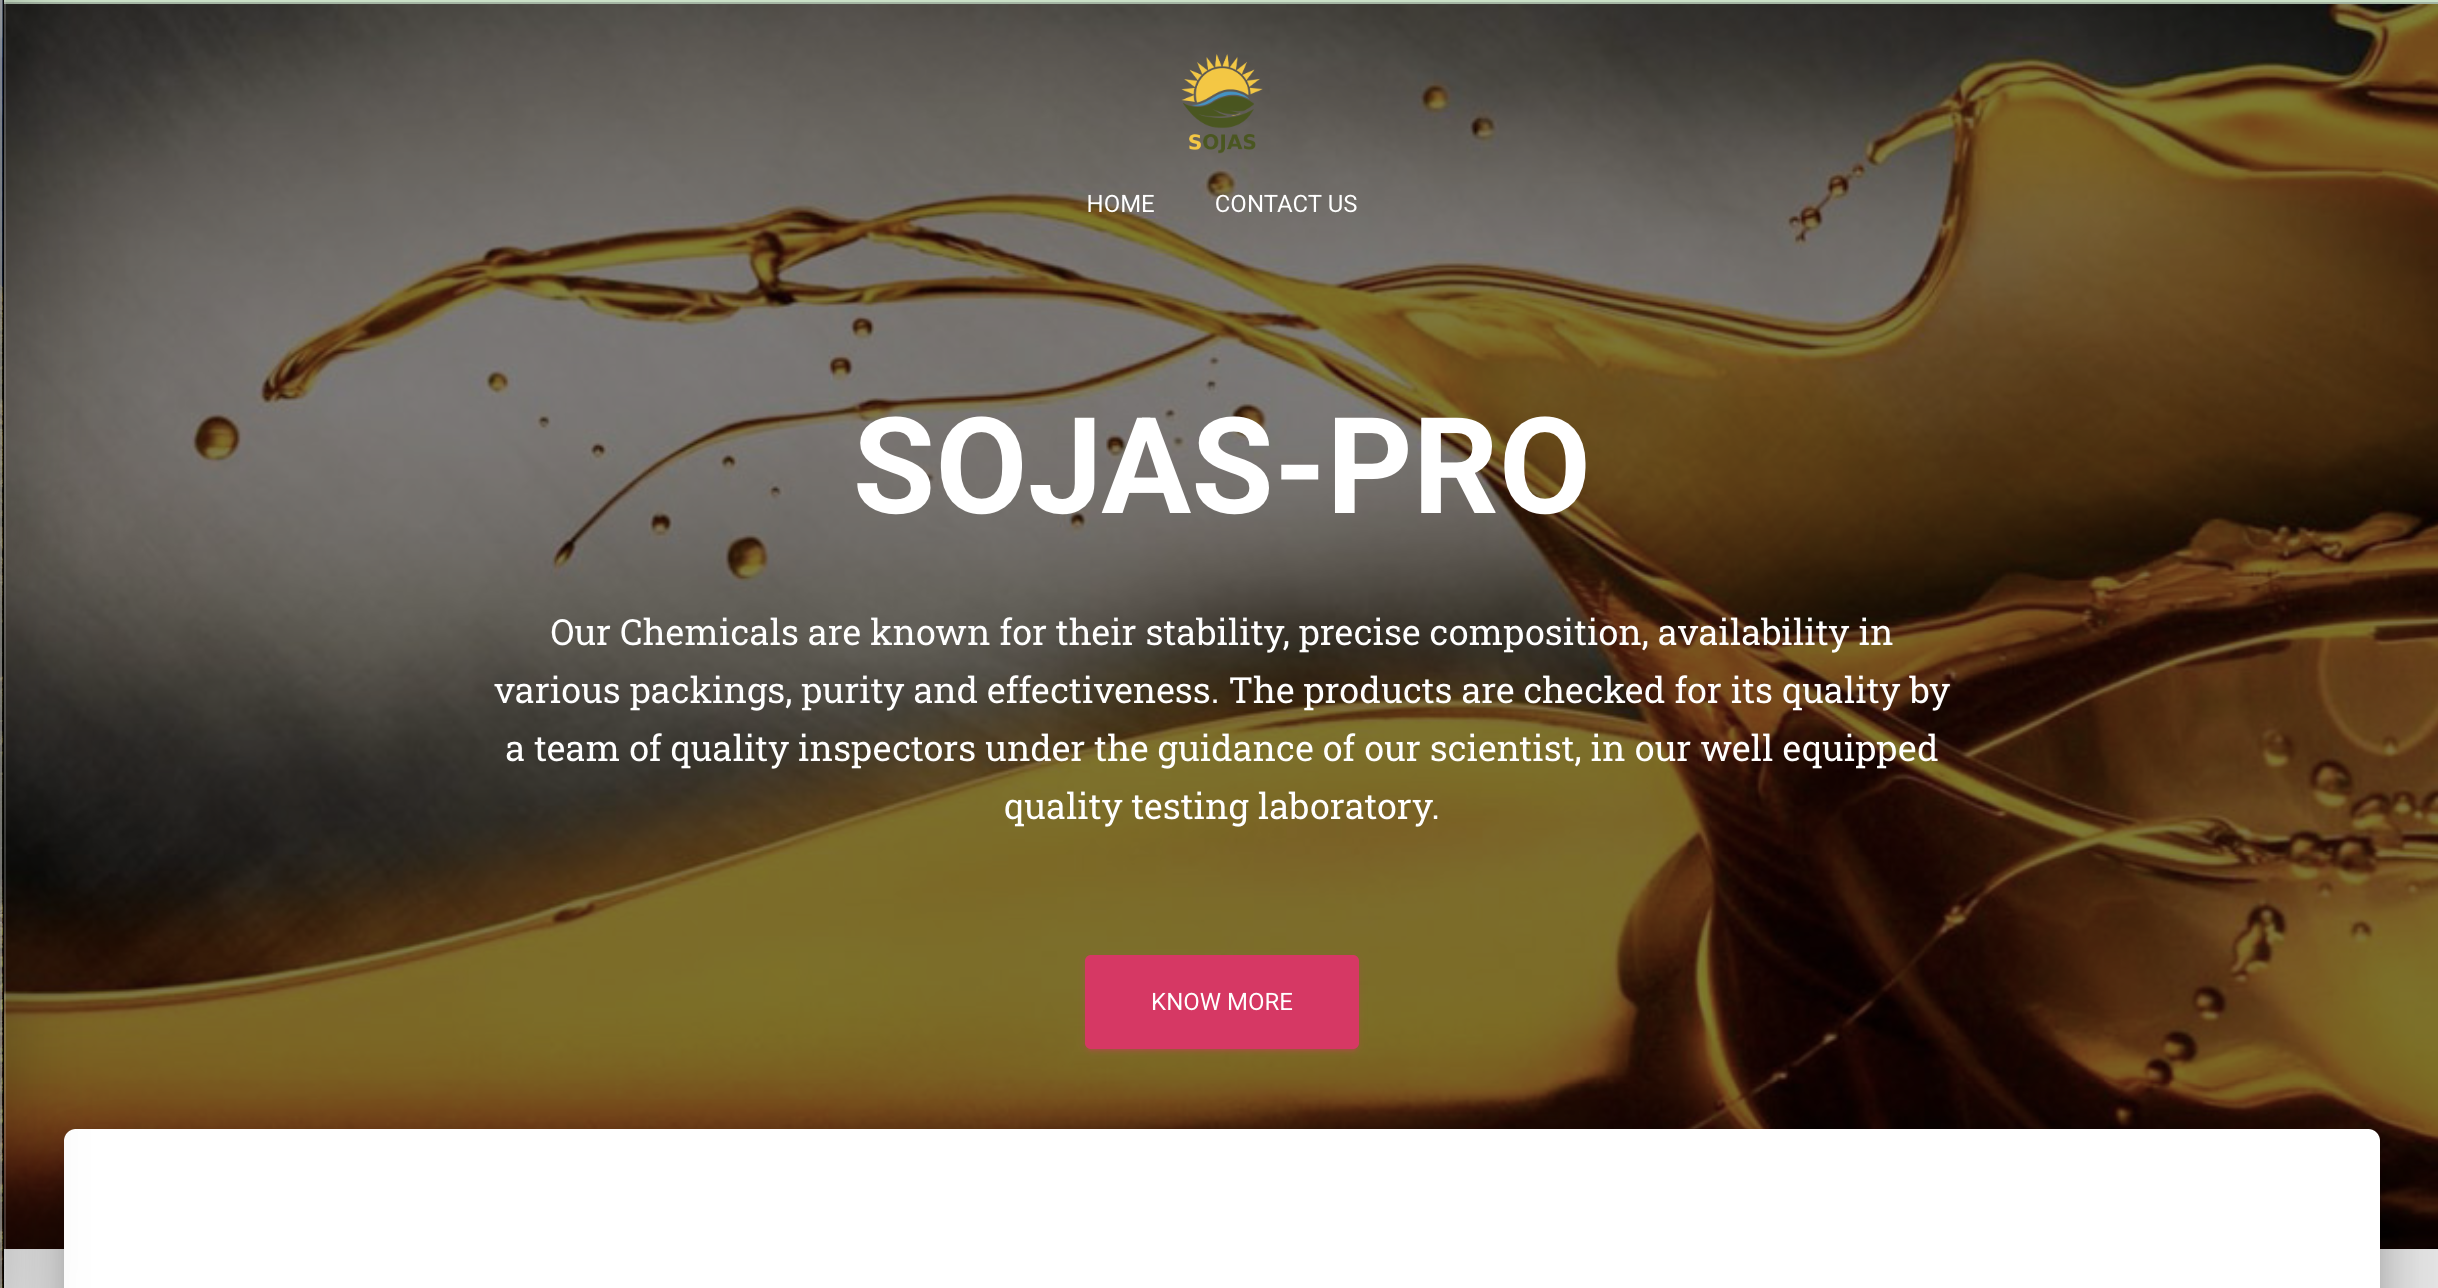 SOJAS
HOME CONTACT US
SOJAS-PRO
Our Chemicals are known for their stability, precise composition, availability in
various packings, purity and effectiveness. The products are checked for its quality by
a team of quality inspectors under the guidance of our scientist, in our well equipped
quality testing laboratory.
KNOW MORE